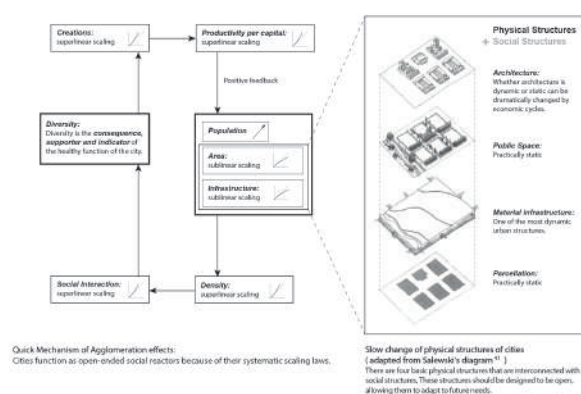 Creations:
superlinear scaling
Productivity per capital:
superlinear scaling
Positive feedback
Diversity:
Diversity is the consequence,
supporter and indicator of
the healthy function of the city.
Population
Area:
sublinear scaling
Infrastructure:
sublinear scaling
Social Interaction:
superlinear scaling
Density:
superlinear scaling
Quick Mechanism of Agglomeration effects:
Cities function as open-ended social reactors because of their systematic scaling laws.
Physical Structures
+ Social Structures
Architecture:
Whether architecture is
dynamic or static can be
dramatically changed by
economic cycles.
Public Space:
Practically static
Material Infrastructure:
One of the most dynamic
urban structures.
Parcellation:
Practically static
Slow change of physical structures of cities
( adapted from Salewski's diagram 41 )
There are four basic physical structures that are interconnected with
social structures. These structures should be designed to be open,
allowing them to adapt to future needs.